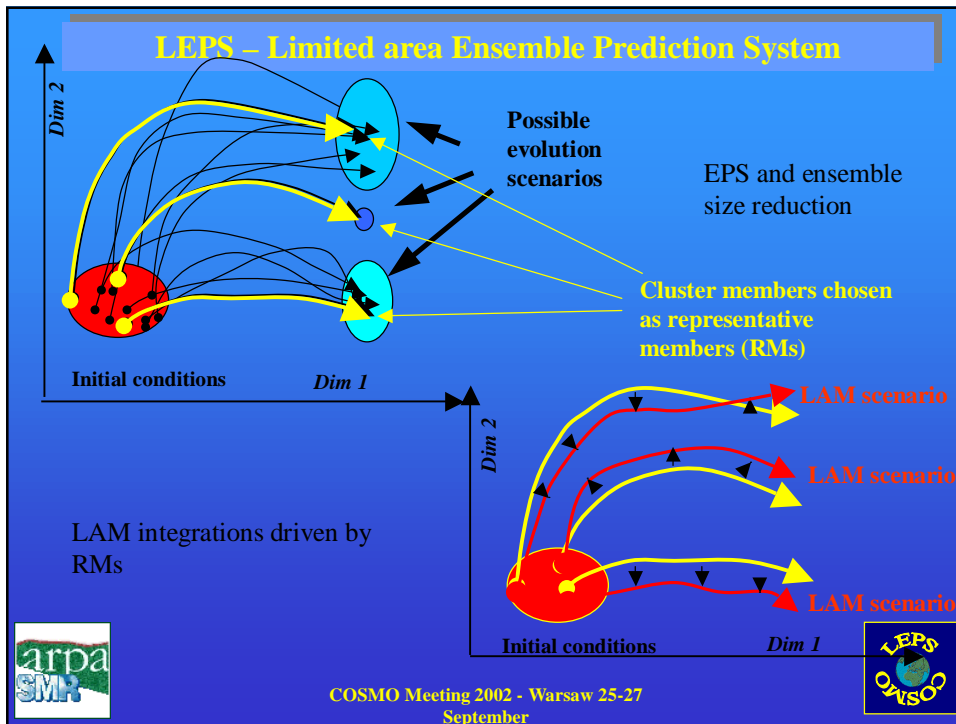 LEPS – Limited area Ensemble Prediction System
Dim 2
Possible
evolution
scenarios
EPS and ensemble
size reduction
Cluster members chosen
as representative
members (RMs)
Initial conditions
Dim 1
Dim 2
LAM scenario
LAM scenario
LAM scenario
LAM integrations driven by
RMs
Initial conditions
Dim 1
arpa
SMR
LEPS
COSMO
COSMO Meeting 2002 - Warsaw 25-27
September